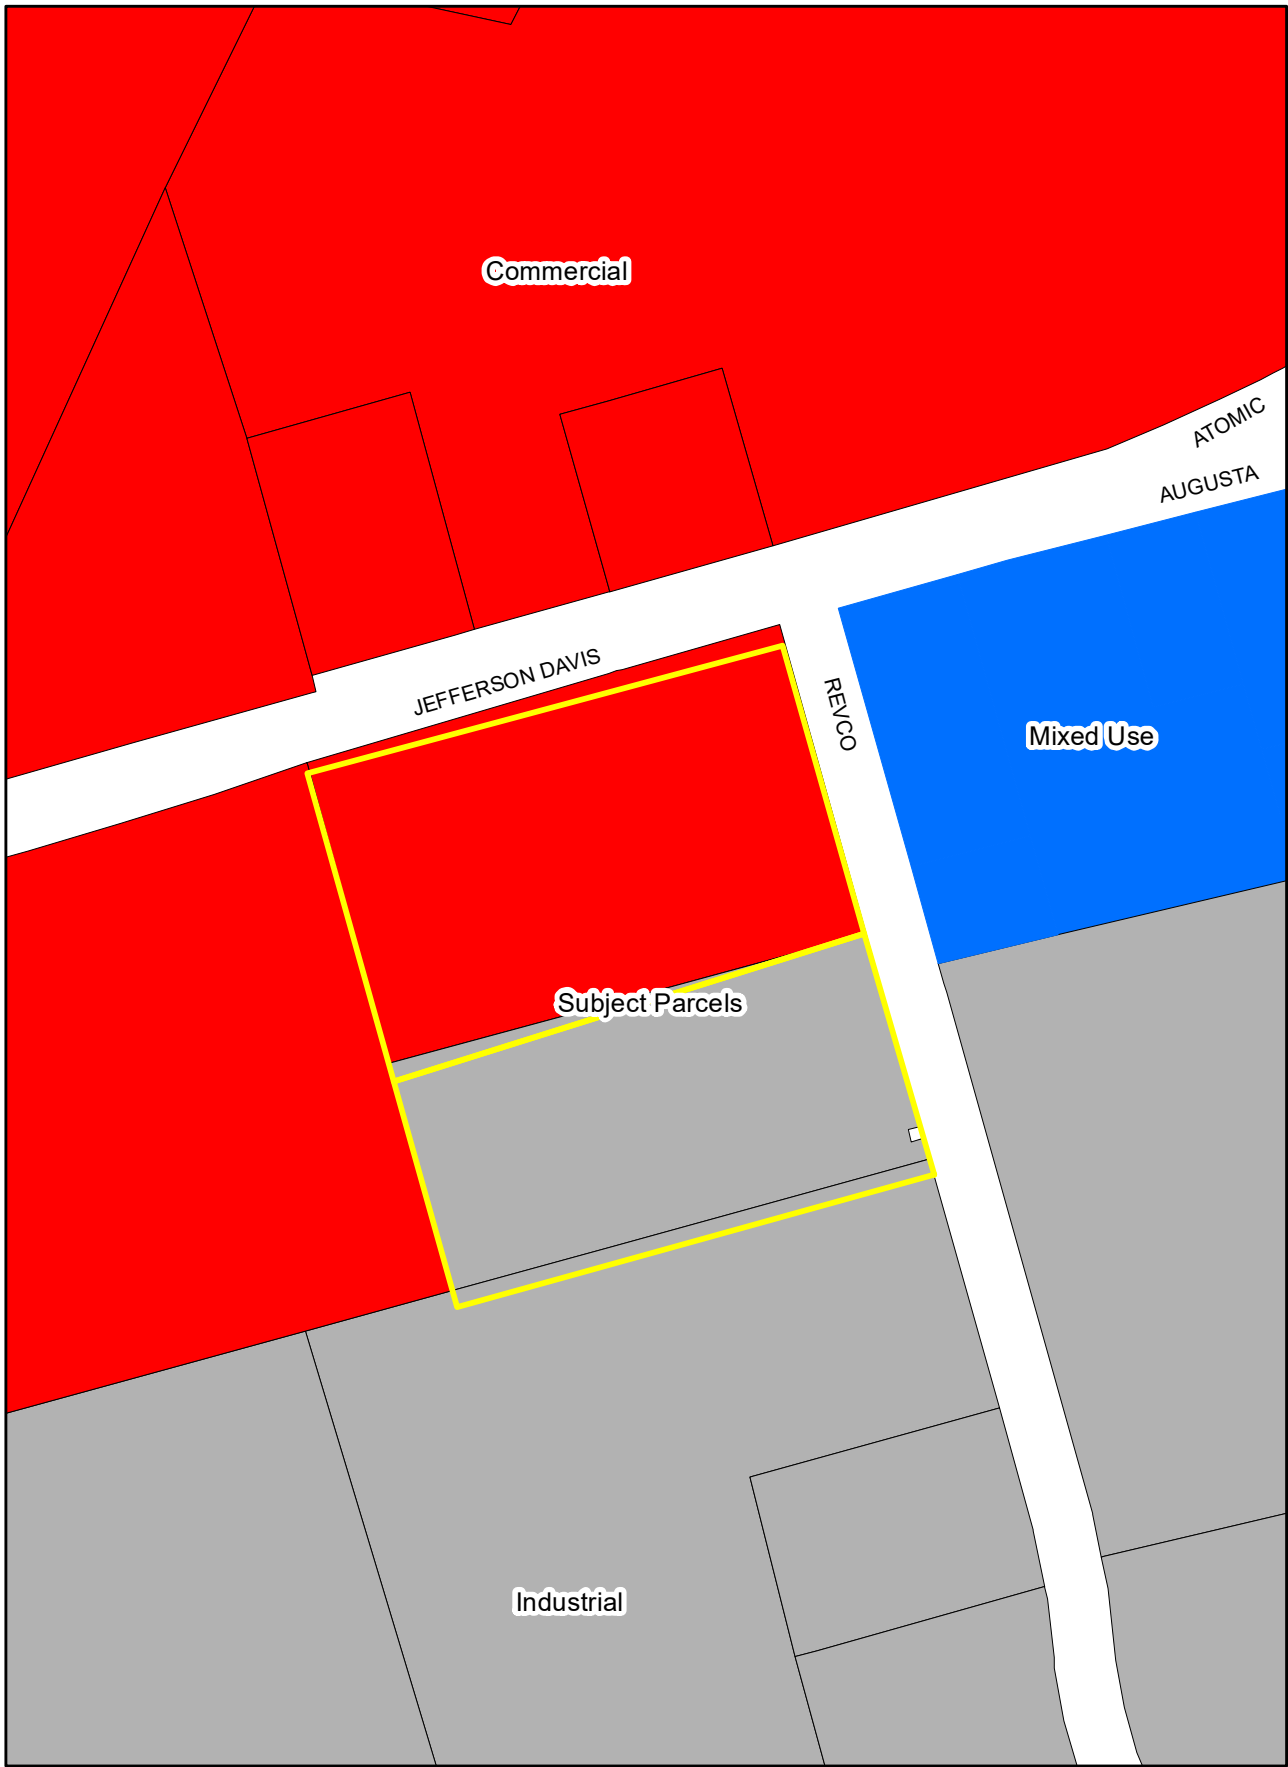 Commercial
ATOMIC
AUGUSTA
JEFFERSON DAVIS
REVCO
Mixed Use
Subject Parcels
Industrial